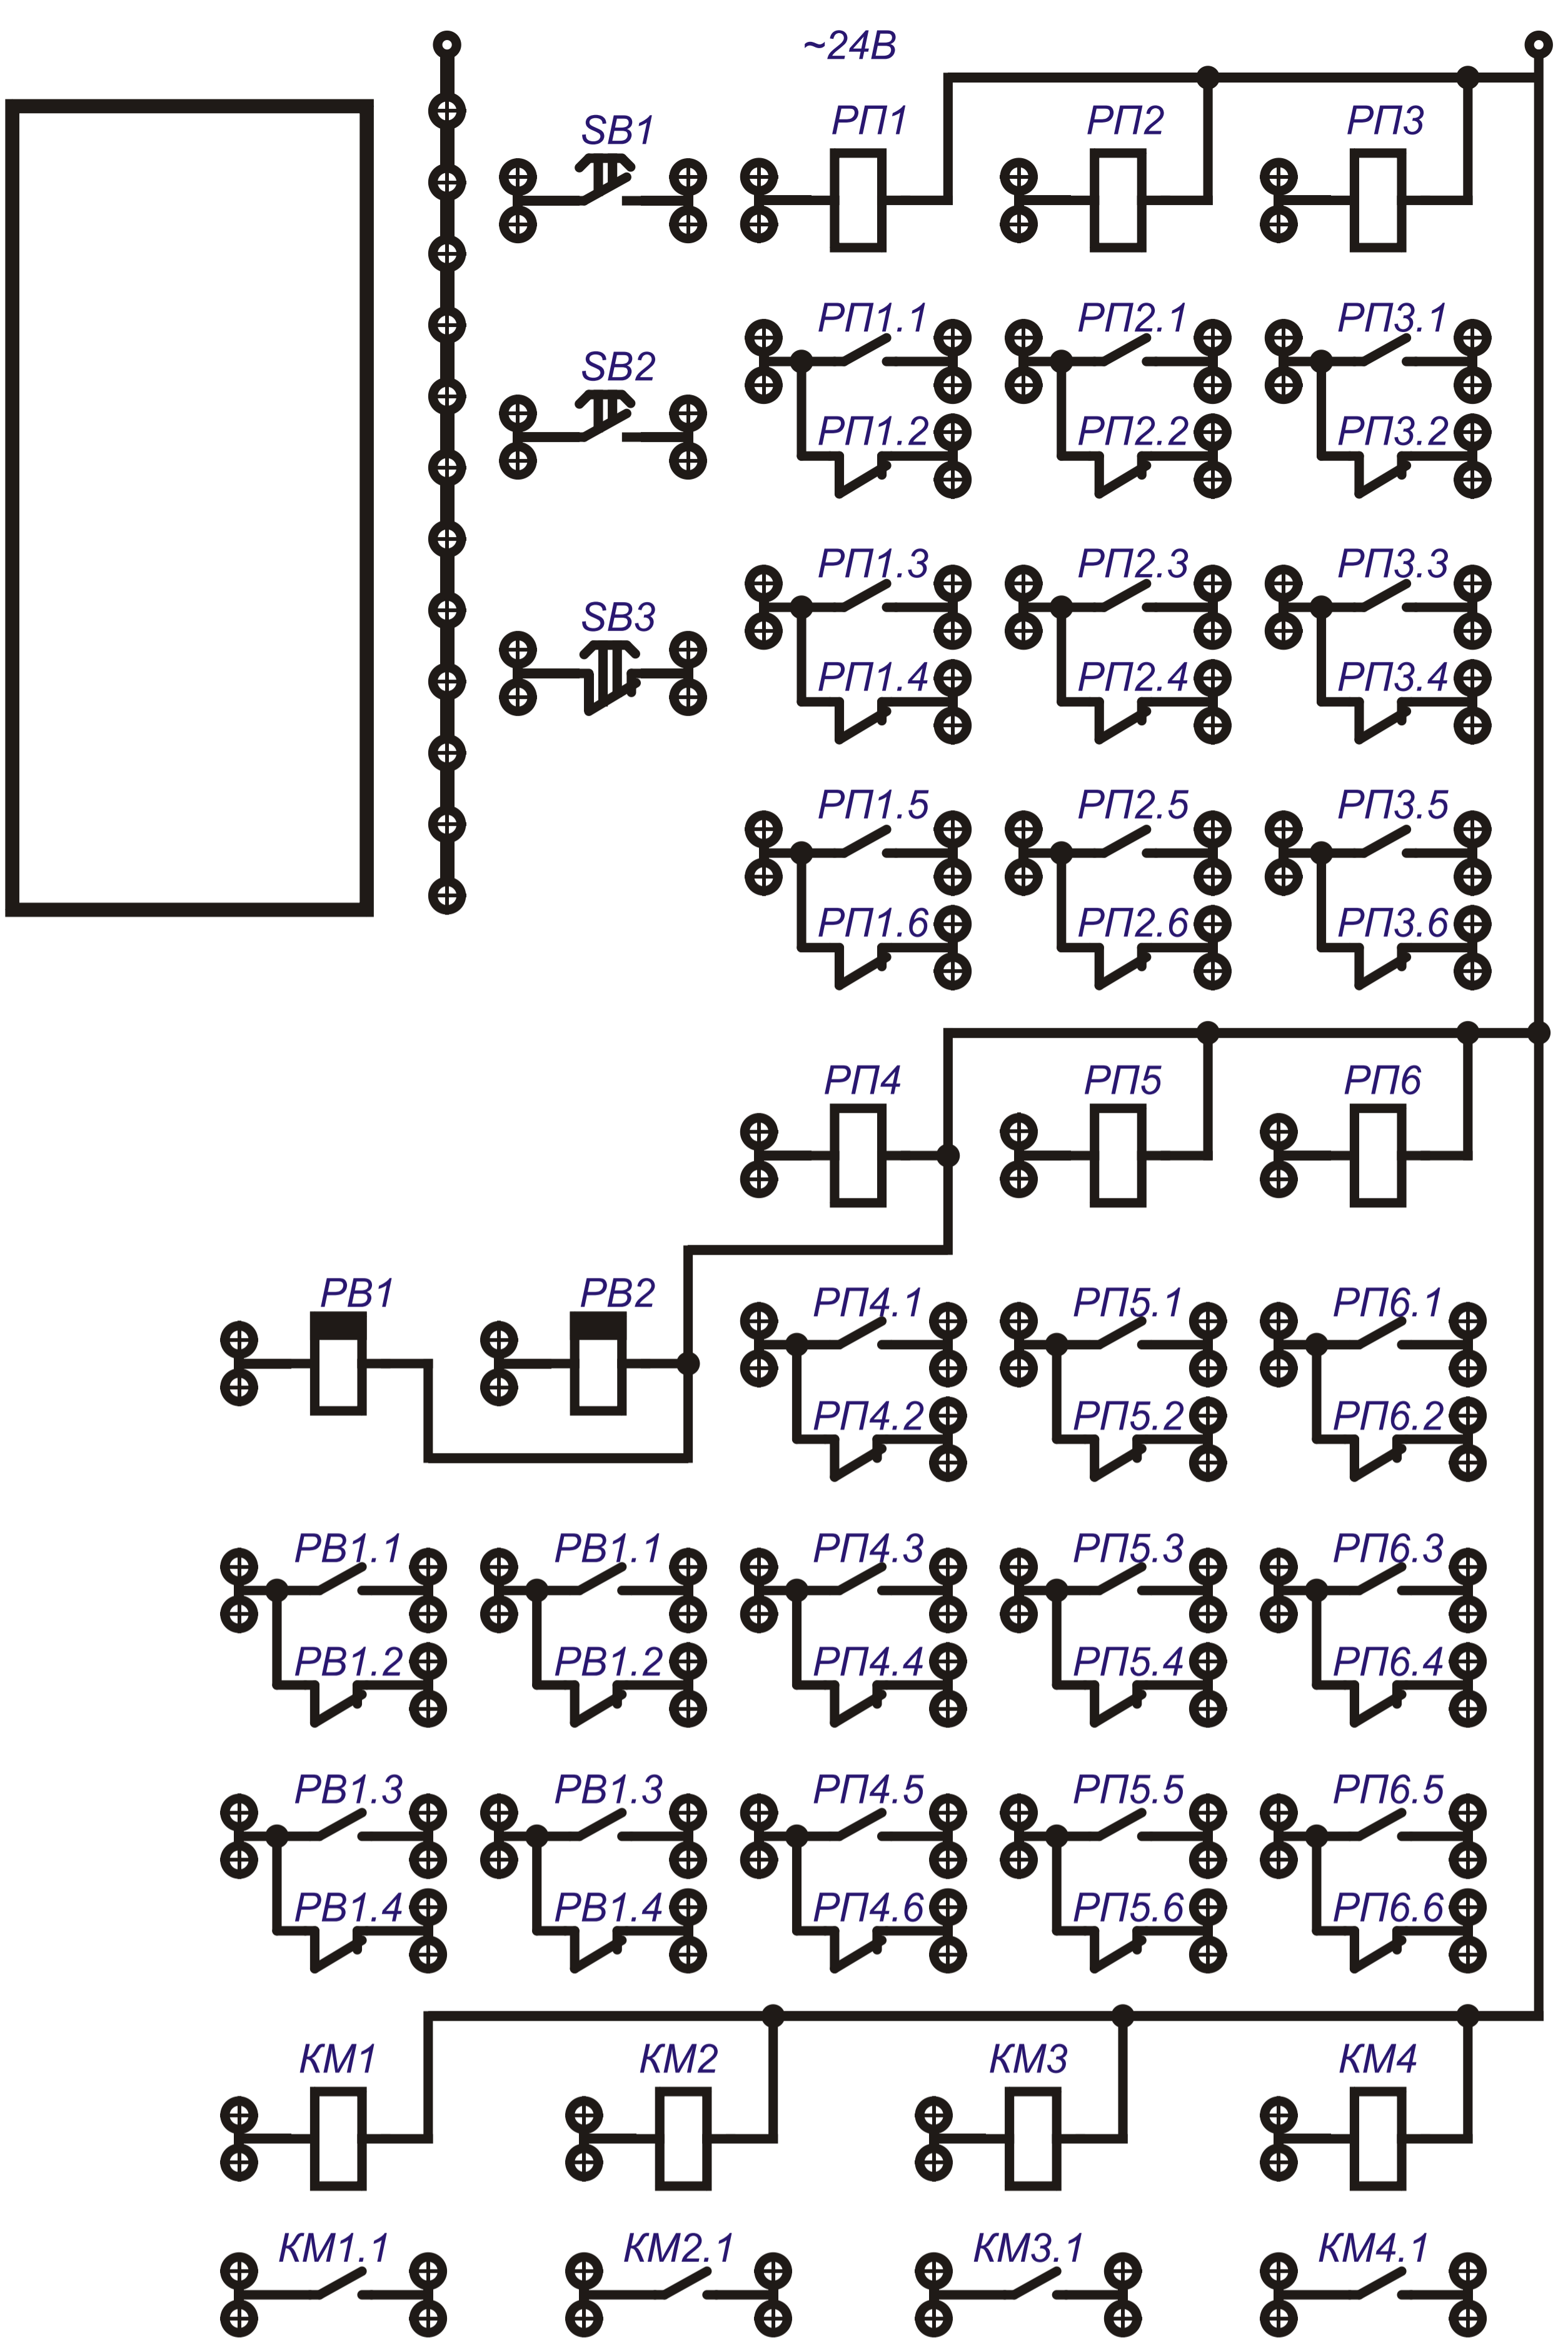 ~24В
SB1
РП1 РП2 РП3
РП1.1 РП2.1 РП3.1
SB2
РП1.2 РП2.2 РП3.2
РП1.3 РП2.3 РП3.3
SB3
РП1.4 РП2.4 РП3.4
РП1.5 РП2.5 РП3.5
РП1.6 РП2.6 РП3.6
РП4 РП5 РП6
РВ1 РВ2
РП4.1 РП5.1 РП6.1
РП4.2 РП5.2 РП6.2
РВ1.1 РВ1.1 РП4.3 РП5.3 РП6.3
РВ1.2 РВ1.2 РП4.4 РП5.4 РП6.4
РВ1.3 РВ1.3 РП4.5 РП5.5 РП6.5
РВ1.4 РВ1.4 РП4.6 РП5.6 РП6.6
КМ1 КМ2 КМ3 КМ4
КМ1.1 КМ2.1 КМ3.1 КМ4.1